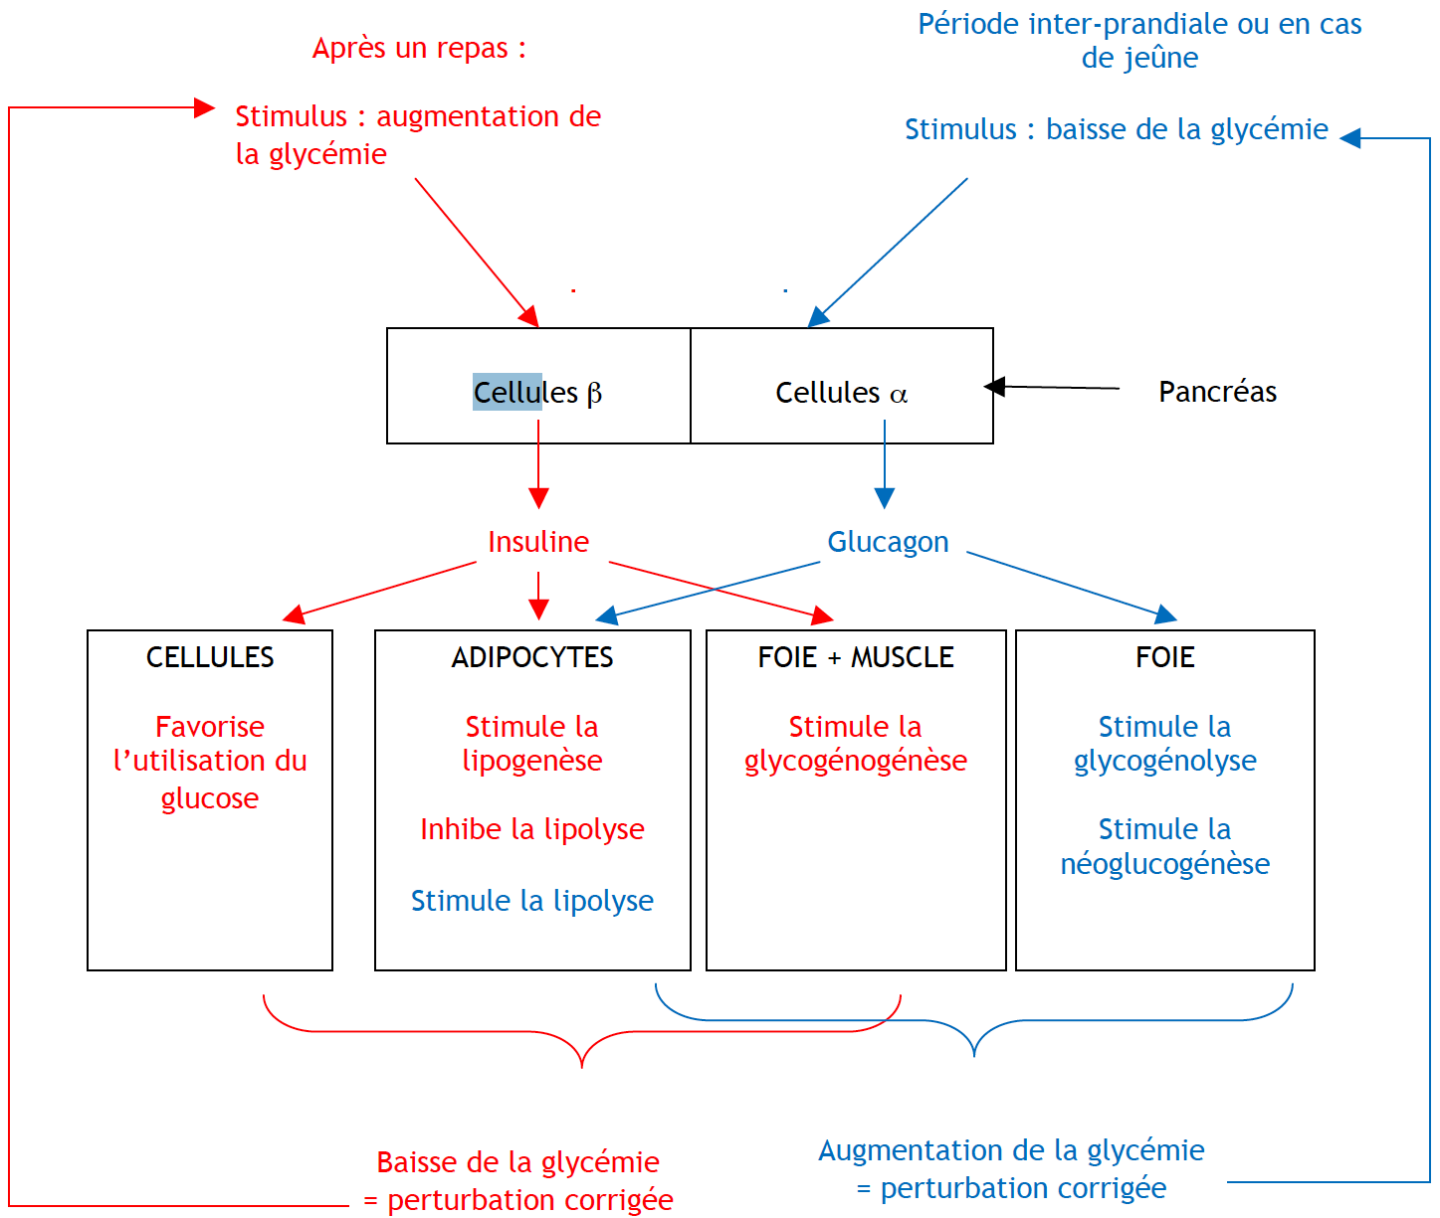 Après un repas :
Stimulus : augmentation de
la glycémie
Période inter-prandiale ou en cas
de jeûne
Stimulus : baisse de la glycémie
Cellules β
Cellules α
Pancréas
Insuline
Glucagon
CELLULES
Favorise
l’utilisation du
glucose
ADIPOCYTES
Stimule la
lipogenèse
Inhibe la lipolyse
Stimule la lipolyse
FOIE + MUSCLE
Stimule la
glycogénogénèse
FOIE
Stimule la
glycogénolyse
Stimule la
néoglucogénèse
Baisse de la glycémie
= perturbation corrigée
Augmentation de la glycémie
= perturbation corrigée